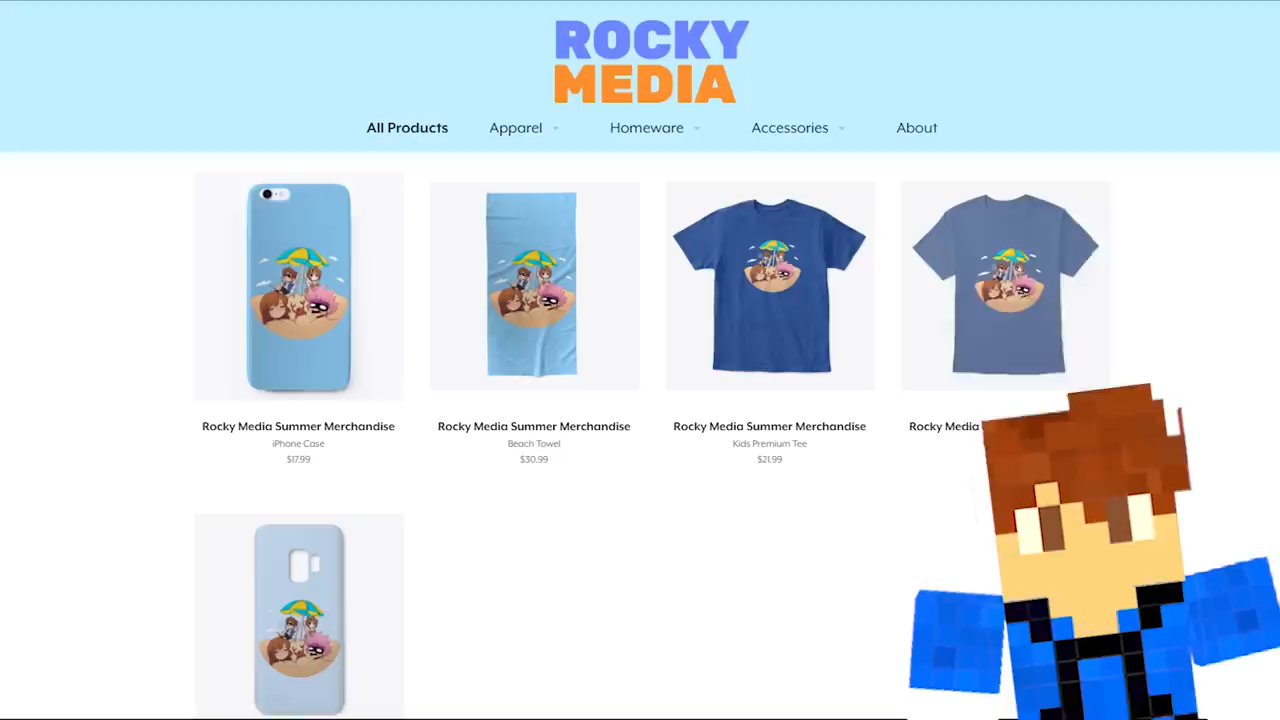 ROCKY
MEDIA
All Products Apparel Homeware Accessories About
Rocky Media Summer Merchandise
iPhone Case
$17.99
Rocky Media Summer Merchandise
Beach Towel
$30.99
Rocky Media Summer Merchandise
Kids Premium Tee
$21.99
Rocky Media